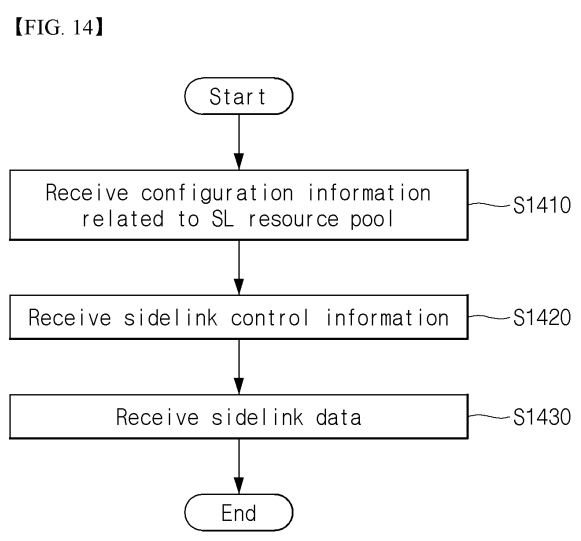 【FIG. 14】
Start
Receive configuration information
related to SL resource pool
S1410
Receive sidelink control information
S1420
Receive sidelink data
S1430
End